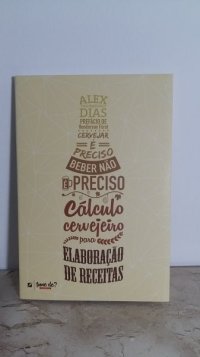 ALEX
DIAS
PREFÁCIO DE
CERVEJAR
É
PRECISO
BEBER NÃO
É PRECISO
Cálculo
cervejeiro
para
ELABORAÇÃO
DE RECEITAS